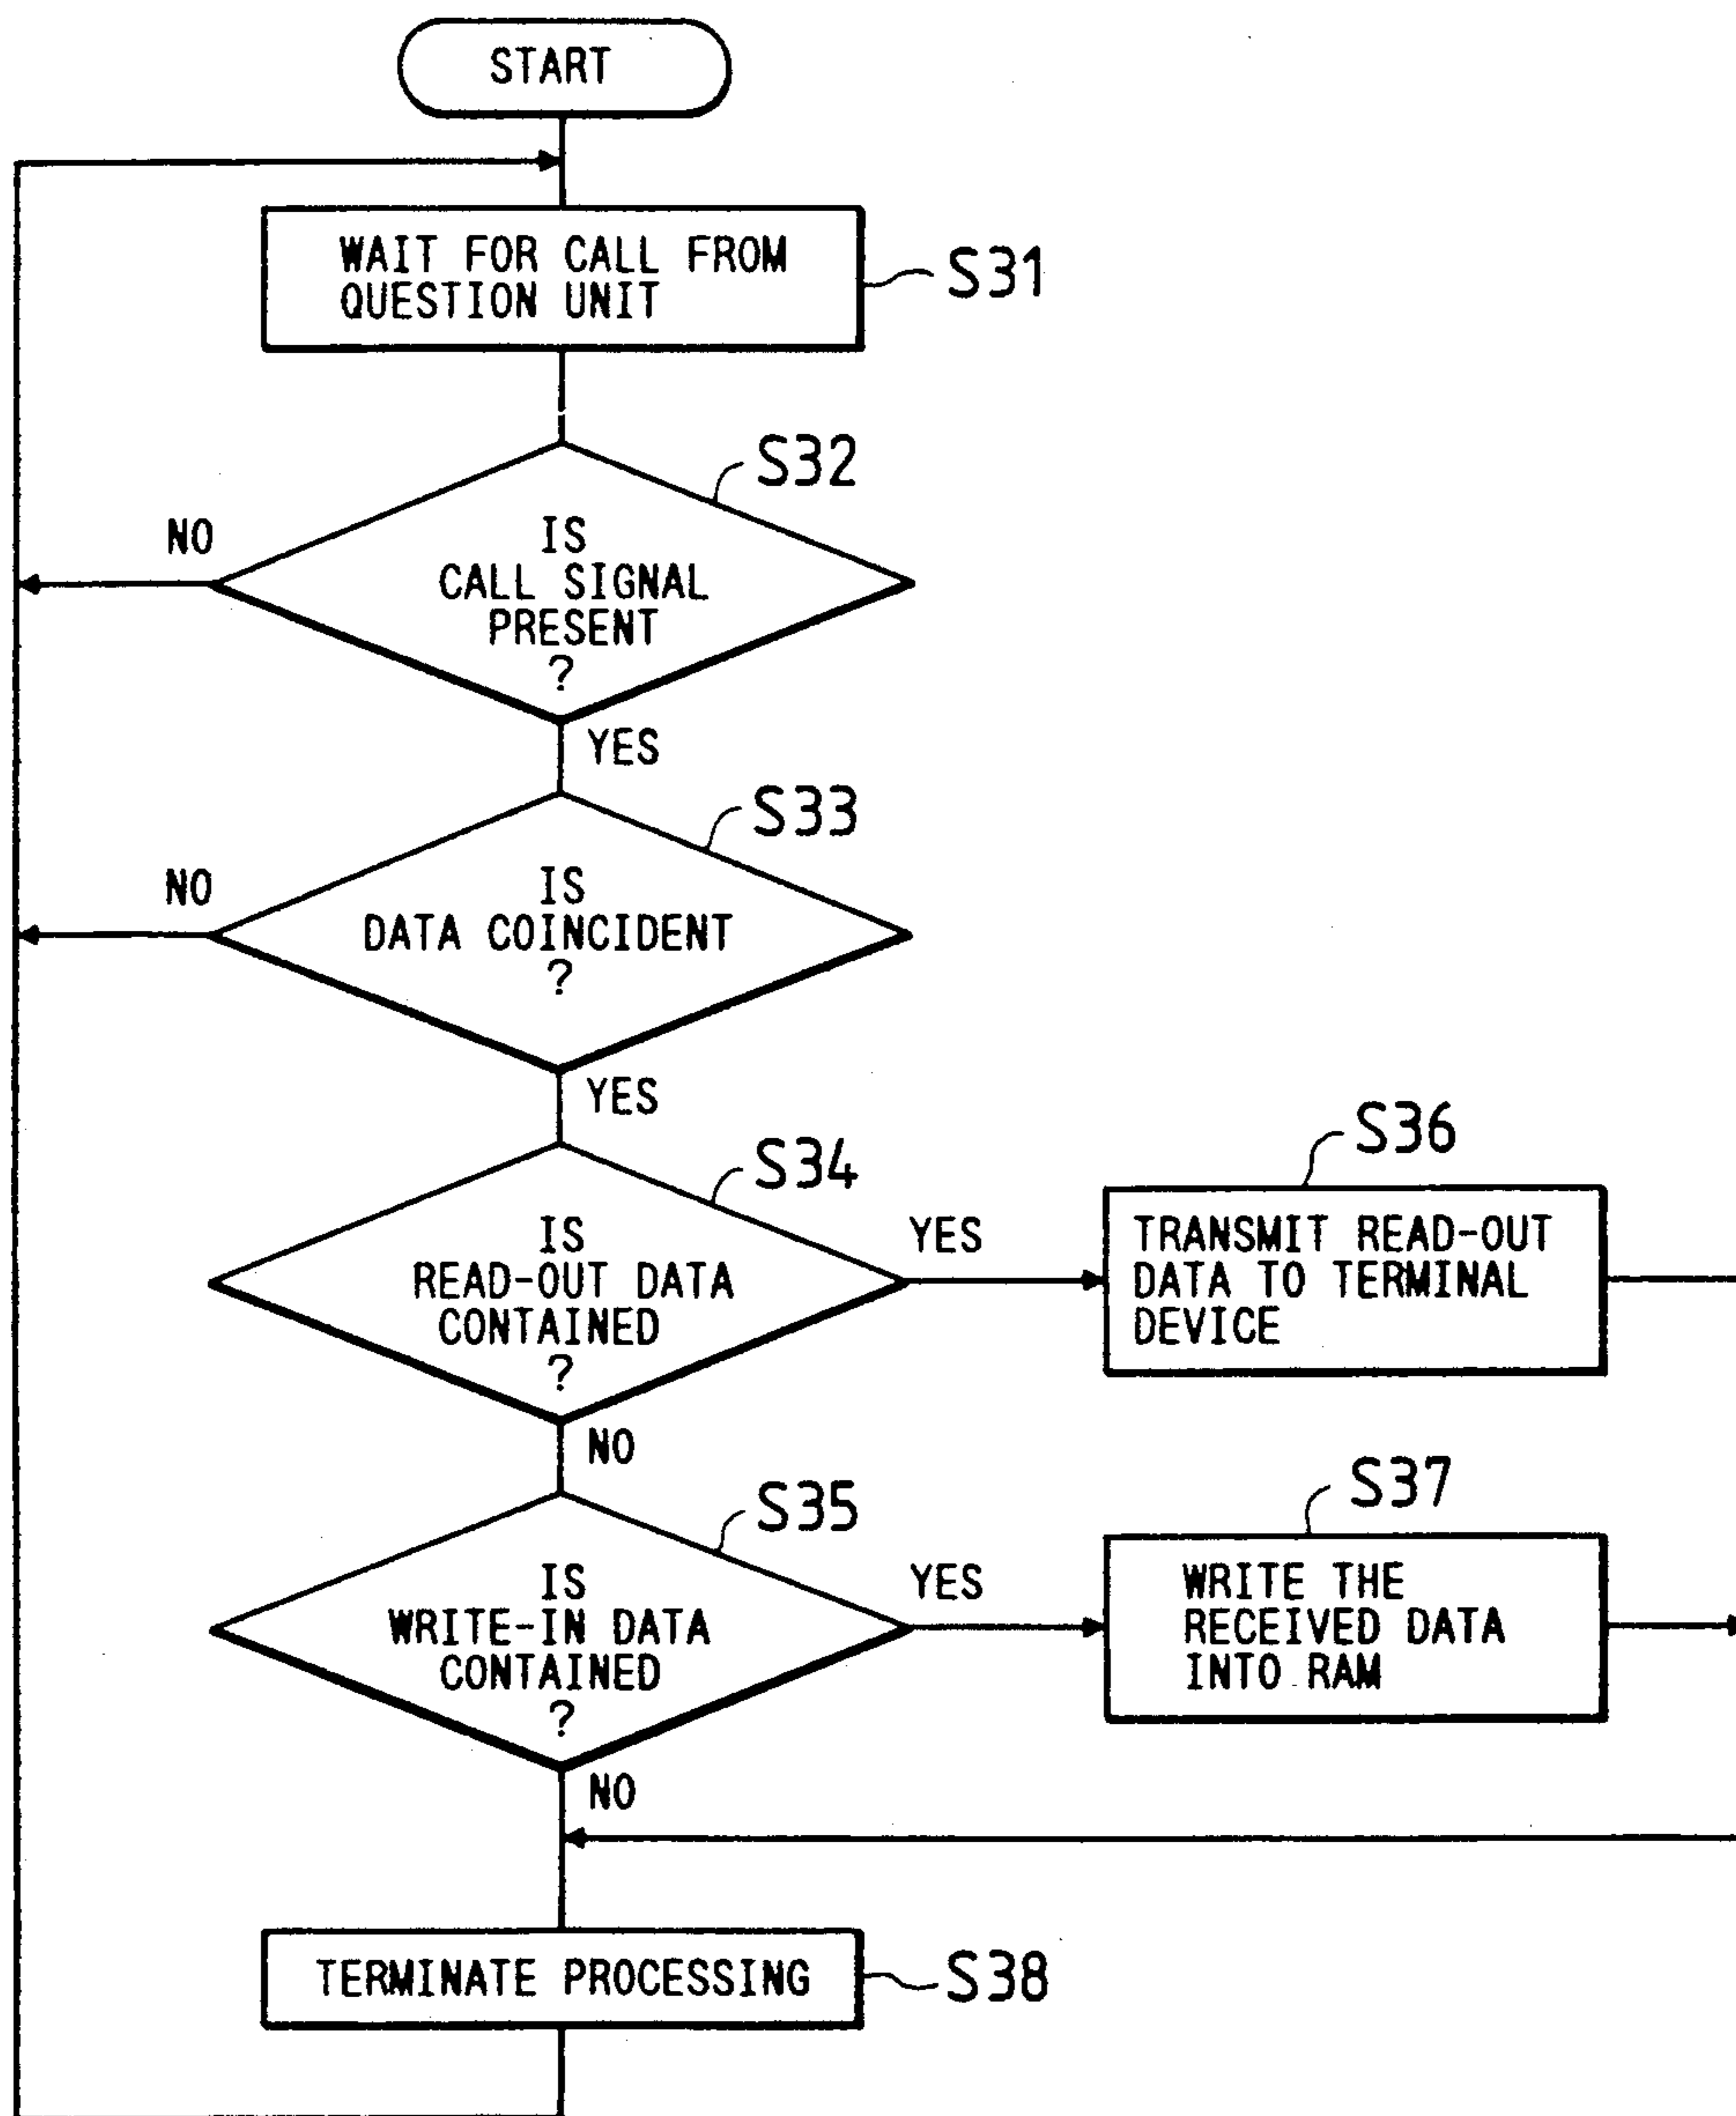 START
WAIT FOR CALL FROM
QUESTION UNIT
S31
S32
IS
CALL SIGNAL
PRESENT
?
NO
YES
S33
IS
DATA COINCIDENT
?
NO
YES
S34
IS
READ-OUT DATA
CONTAINED
?
YES
S36
TRANSMIT READ-OUT
DATA TO TERMINAL
DEVICE
NO
S35
IS
WRITE-IN DATA
CONTAINED
?
YES
S37
WRITE THE
RECEIVED DATA
INTO RAM
NO
TERMINATE PROCESSING
S38